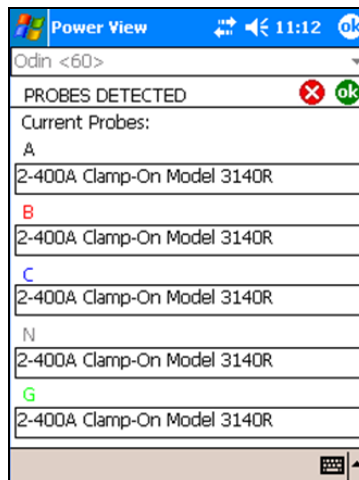 Power View 11:12 ok
Odin <60>
PROBES DETECTED ok
Current Probes:
A
2-400A Clamp-On Model 3140R
B
2-400A Clamp-On Model 3140R
C
2-400A Clamp-On Model 3140R
N
2-400A Clamp-On Model 3140R
G
2-400A Clamp-On Model 3140R